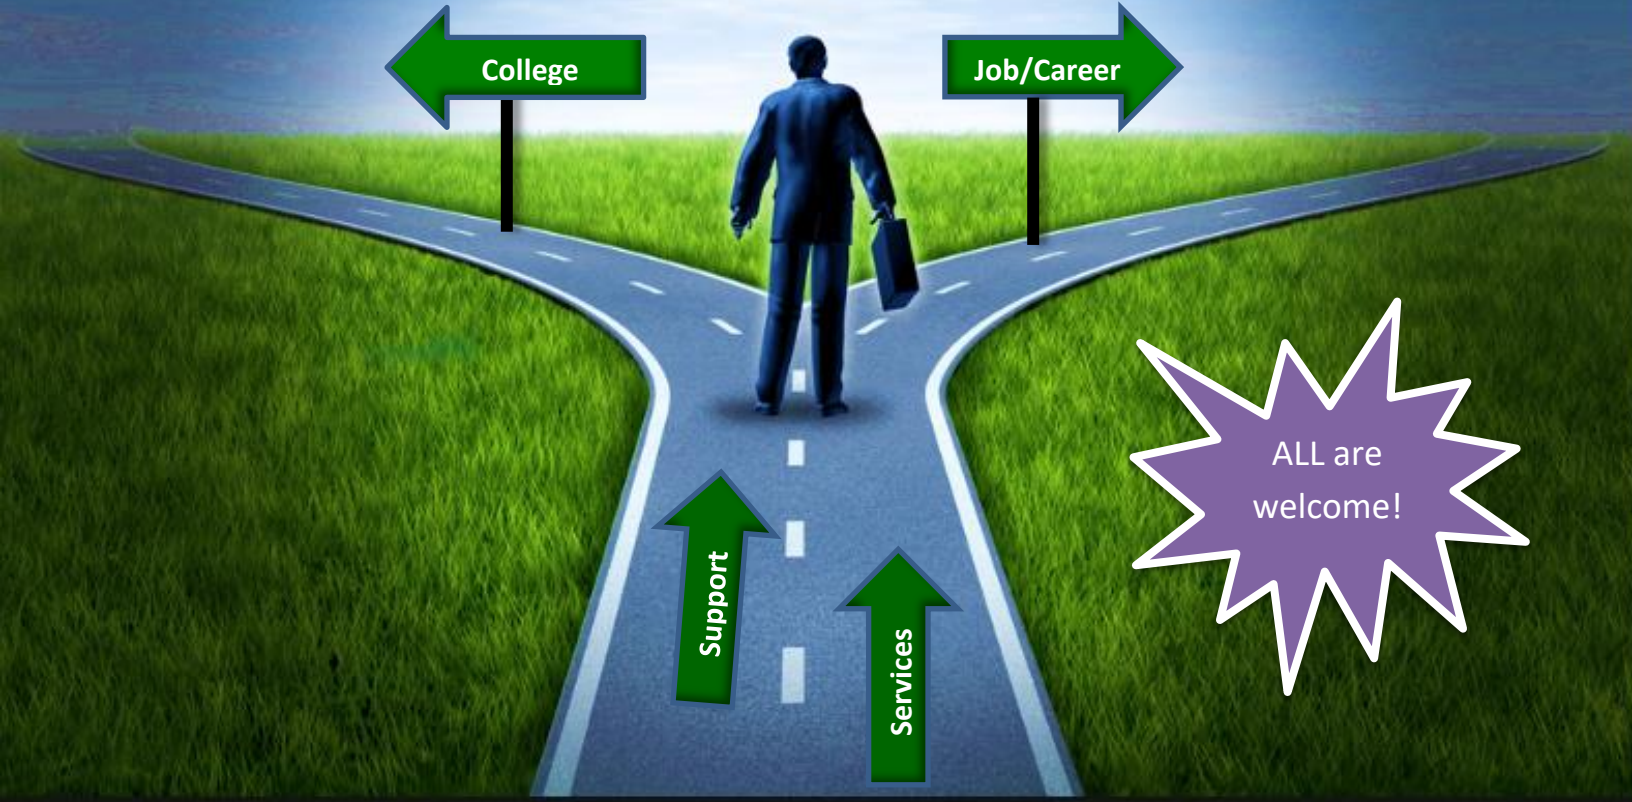 College
Job/Career
ALL are
welcome!
Support
Services